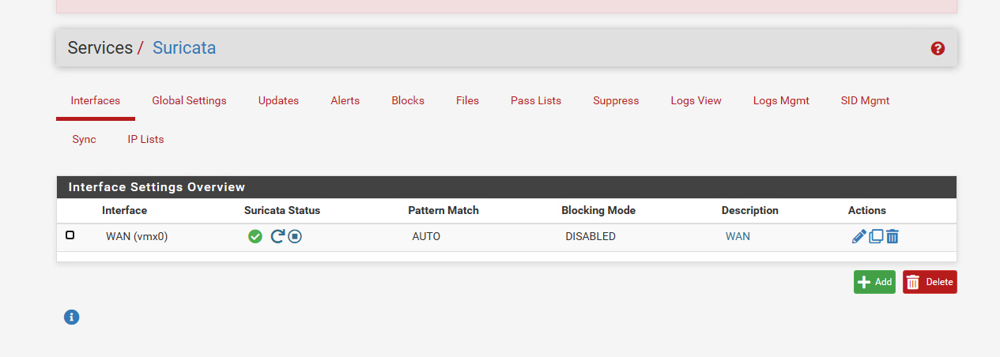 Services / Suricata
Interfaces Global Settings Updates Alerts Blocks Files Pass Lists Suppress Logs View Logs Mgmt SID Mgmt
Sync IP Lists
Interface Settings Overview
Interface Suricata Status Pattern Match Blocking Mode Description Actions
WAN (vmx0) AUTO DISABLED WAN
Add Delete